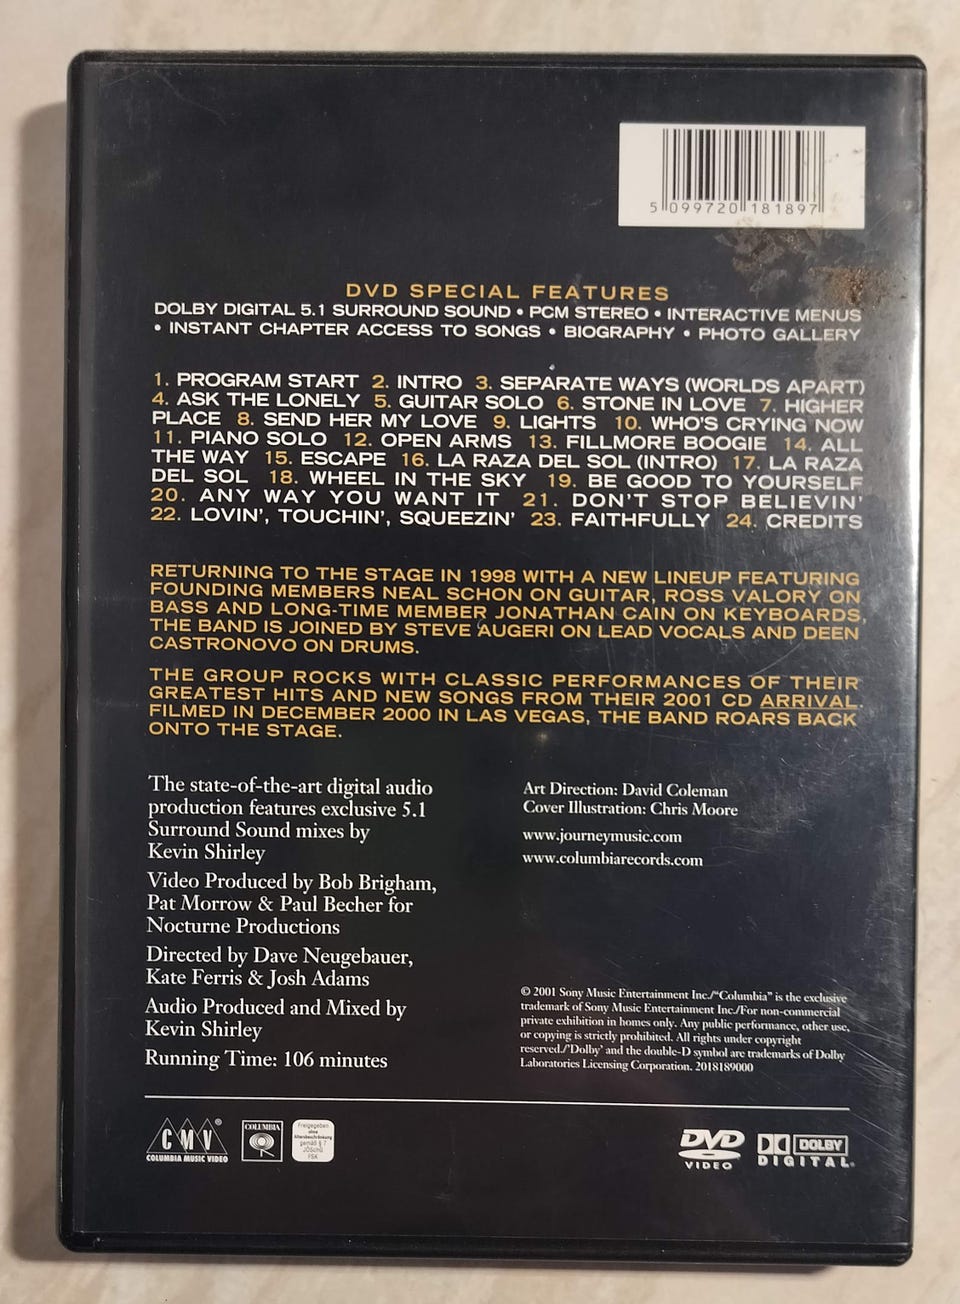 5 099720 181897
DVD SPECIAL FEATURES
DOLBY DIGITAL 5.1 SURROUND SOUND • PCM STEREO • INTERACTIVE MENUS
• INSTANT CHAPTER ACCESS TO SONGS • BIOGRAPHY • PHOTO GALLERY
1. PROGRAM START 2. INTRO 3. SEPARATE WAYS (WORLDS APART)
4. ASK THE LONELY 5. GUITAR SOLO 6. STONE IN LOVE 7. HIGHER
PLACE 8. SEND HER MY LOVE 9. LIGHTS 10. WHO'S CRYING NOW
11. PIANO SOLO 12. OPEN ARMS 13. FILLMORE BOOGIE 14. ALL
THE WAY 15. ESCAPE 16. LA RAZA DEL SOL (INTRO) 17. LA RAZA
DEL SOL 18. WHEEL IN THE SKY 19. BE GOOD TO YOURSELF
20. ANY WAY YOU WANT IT 21. DON'T STOP BELIEVIN'
22. LOVIN', TOUCHIN', SQUEEZIN' 23. FAITHFULLY 24. CREDITS
RETURNING TO THE STAGE IN 1998 WITH A NEW LINEUP FEATURING
FOUNDING MEMBERS NEAL SCHON ON GUITAR, ROSS VALORY ON
BASS AND LONG-TIME MEMBER JONATHAN CAIN ON KEYBOARDS,
THE BAND IS JOINED BY STEVE AUGERI ON LEAD VOCALS AND DEEN
CASTRONOVO ON DRUMS.
THE GROUP ROCKS WITH CLASSIC PERFORMANCES OF THEIR
GREATEST HITS AND NEW SONGS FROM THEIR 2001 CD ARRIVAL.
FILMED IN DECEMBER 2000 IN LAS VEGAS, THE BAND ROARS BACK
ONTO THE STAGE.
The state-of-the-art digital audio
production features exclusive 5.1
Surround Sound mixes by
Kevin Shirley
Video Produced by Bob Brigham,
Pat Morrow & Paul Becher for
Nocturne Productions
Directed by Dave Neugebauer,
Kate Ferris & Josh Adams
Audio Produced and Mixed by
Kevin Shirley
Running Time: 106 minutes
Art Direction: David Coleman
Cover Illustration: Chris Moore
www.journeymusic.com
www.columbiarecords.com
© 2001 Sony Music Entertainment Inc./"Columbia" is the exclusive
trademark of Sony Music Entertainment Inc./For non-commercial
private exhibition in homes only. Any public performance, other use,
or copying is strictly prohibited. All rights under copyright
reserved./'Dolby' and the double-D symbol are trademarks of Dolby
Laboratories Licensing Corporation. 2018189000
CMV®
COLUMBIA MUSIC VIDEO
COLUMBIA
Freigegeben
ohne
Altersbeschränkung
gemäß § 7
JÖSchG
FSK
DVD
VIDEO
DOLBY
DIGITAL